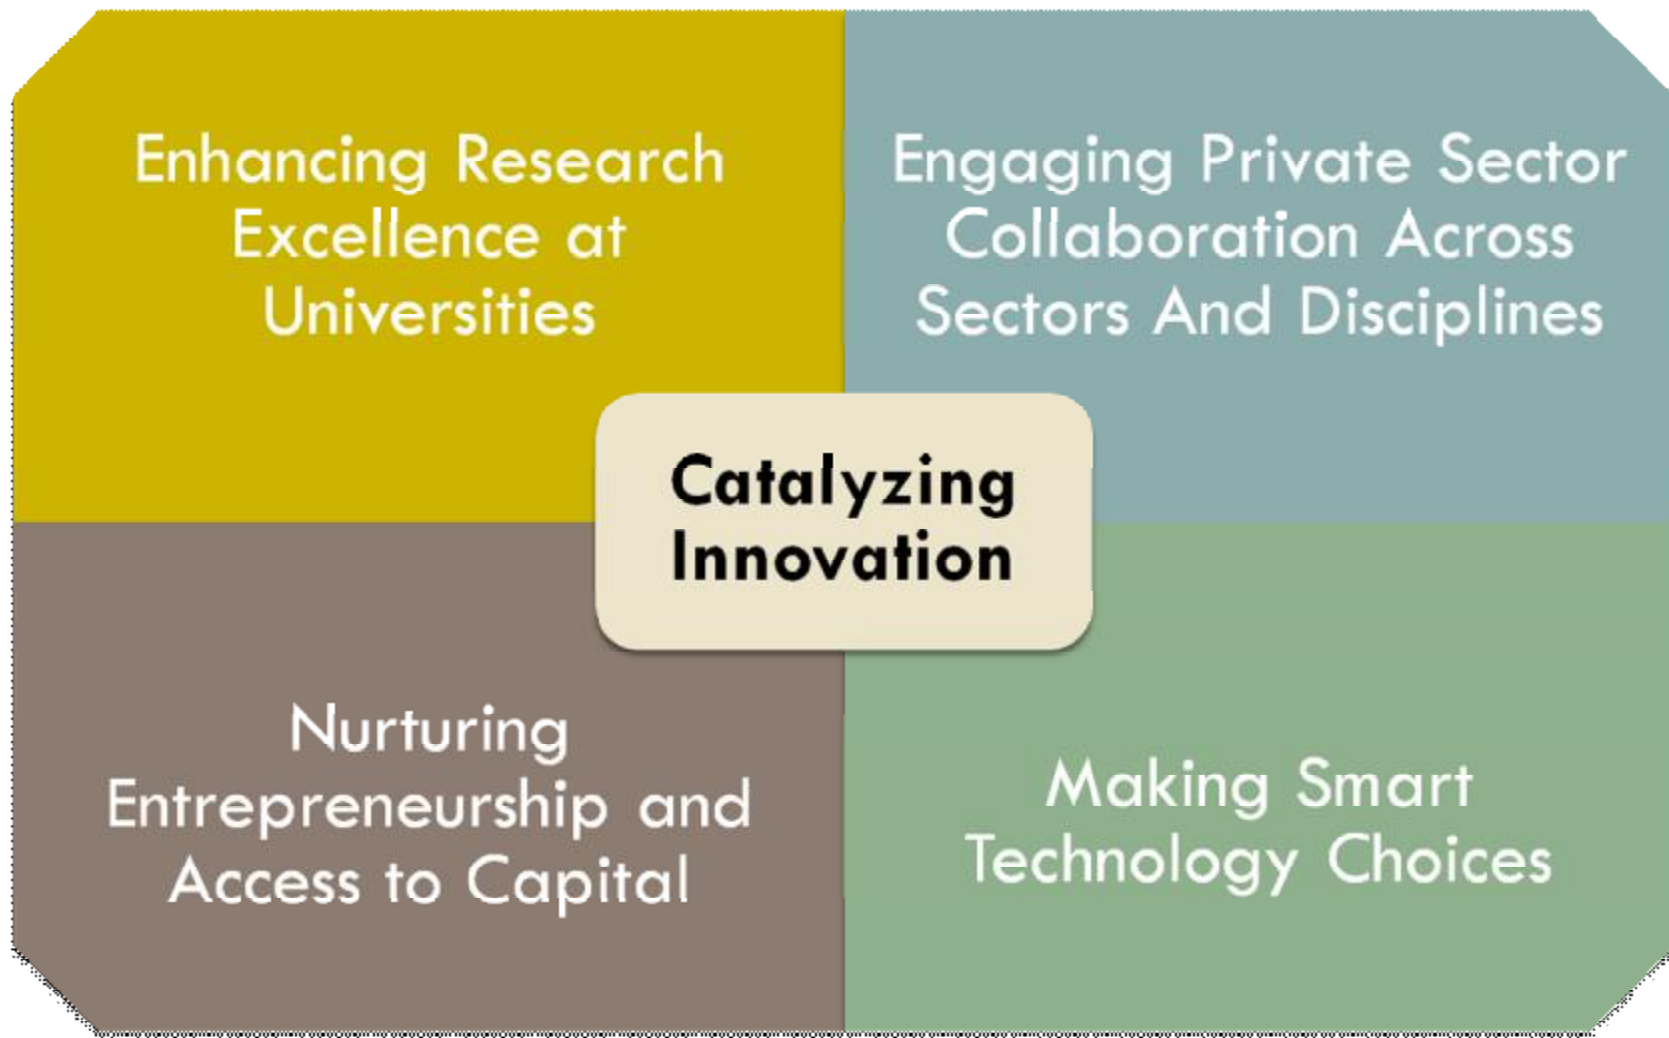 Enhancing Research
Excellence at
Universities
Engaging Private Sector
Collaboration Across
Sectors And Disciplines
Catalyzing
Innovation
Nurturing
Entrepreneurship and
Access to Capital
Making Smart
Technology Choices